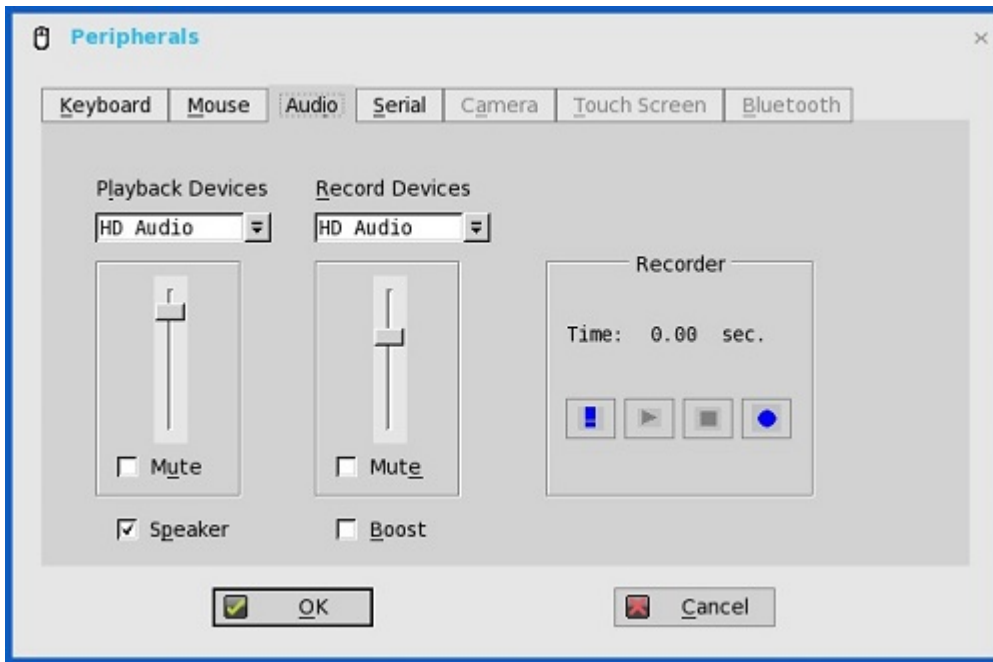 Peripherals
Keyboard Mouse Audio Serial Camera Touch Screen Bluetooth
Playback Devices Record Devices
HD Audio HD Audio
Recorder
Time: 0.00 sec.
Mute Mute
Speaker Boost
OK Cancel